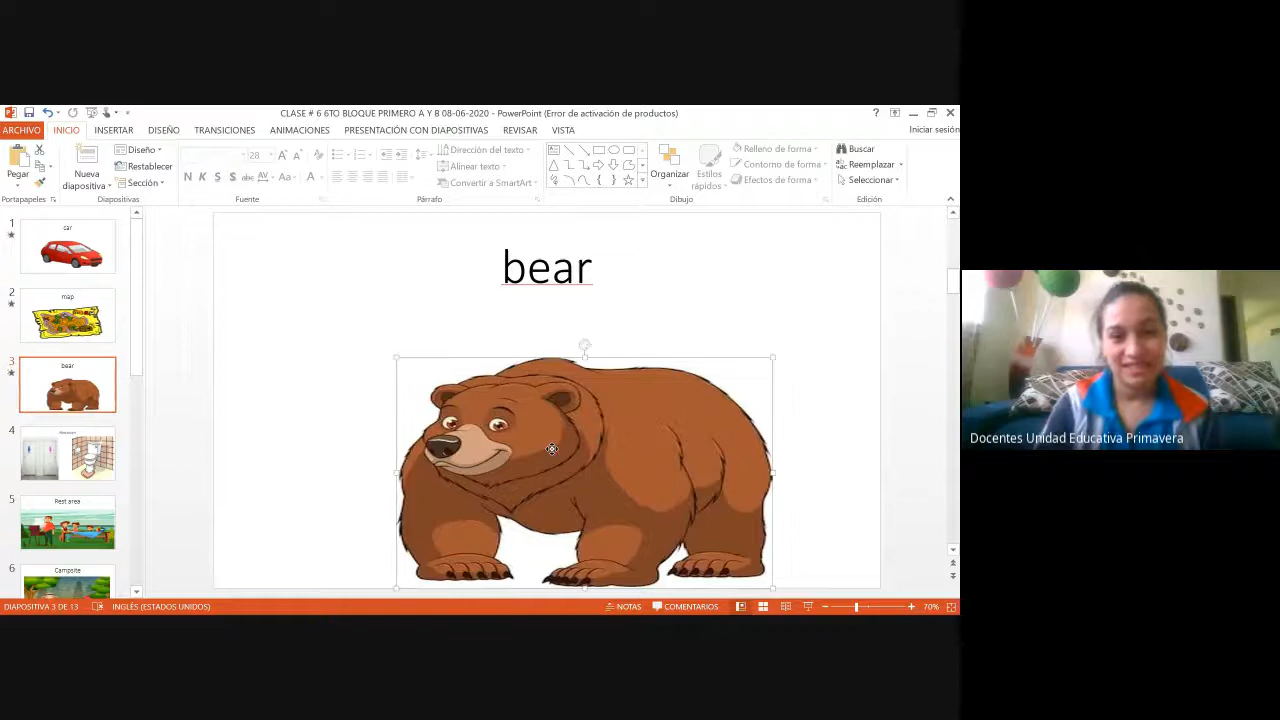 CLASE # 6 6TO BLOQUE PRIMERO A Y B 08-06-2020 - PowerPoint (Error de activación de productos)
ARCHIVO INICIO INSERTAR DISEÑO TRANSICIONES ANIMACIONES PRESENTACIÓN CON DIAPOSITIVAS REVISAR VISTA
Iniciar sesión
Pegar
Nueva diapositiva
Diseño
Restablecer
Sección
28
N K S S abc AV Aa A
Dirección del texto
Alinear texto
Convertir a SmartArt
Organizar
Estilos rápidos
Relleno de forma
Contorno de forma
Efectos de forma
Buscar
Reemplazar
Seleccionar
Portapapeles
Diapositivas
Fuente
Párrafo
Dibujo
Edición
1
car
2
map
3
bear
4
5
Rest area
6
Campsite
bear
Docentes Unidad Educativa Primavera
DIAPOSITIVA 3 DE 13
INGLÉS (ESTADOS UNIDOS)
NOTAS
COMENTARIOS
70%